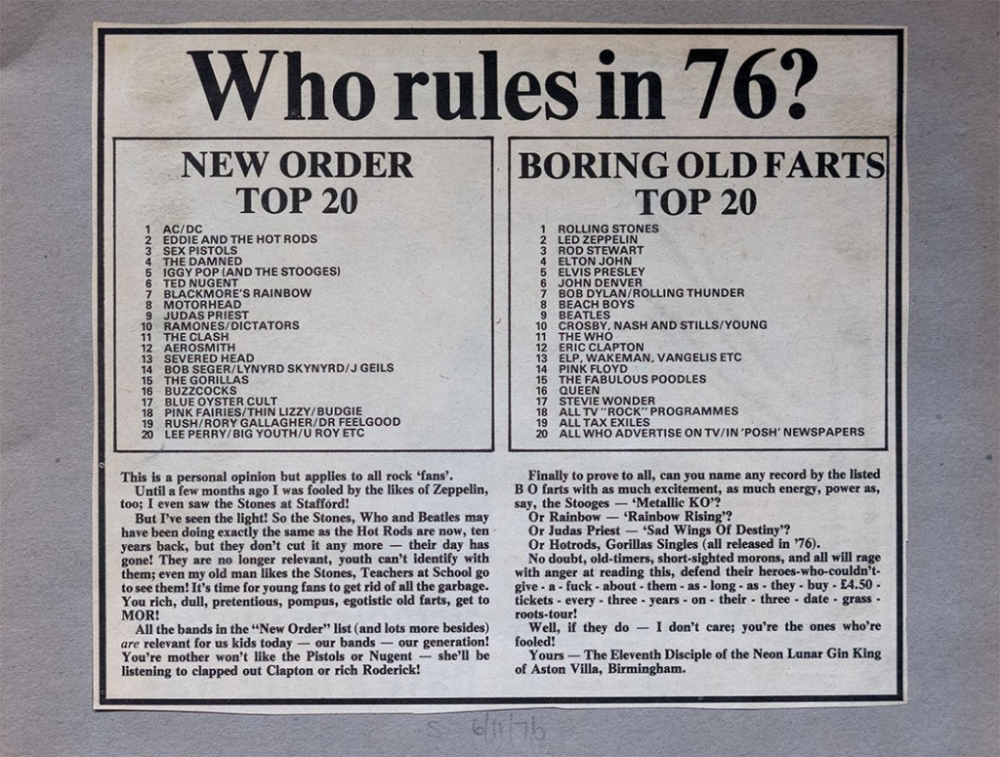 Who rules in 76?
NEW ORDER
TOP 20
1 AC/DC
2 EDDIE AND THE HOT RODS
3 SEX PISTOLS
4 THE DAMNED
5 IGGY POP (AND THE STOOGES)
6 TED NUGENT
7 BLACKMORE'S RAINBOW
8 MOTORHEAD
9 JUDAS PRIEST
10 RAMONES/DICTATORS
11 THE CLASH
12 AEROSMITH
13 SEVERED HEAD
14 BOB SEGER/LYNYRD SKYNYRD/J GEILS
15 THE GORILLAS
16 BUZZCOCKS
17 BLUE OYSTER CULT
18 PINK FAIRIES/THIN LIZZY/BUDGIE
19 RUSH/RORY GALLAGHER/DR FEELGOOD
20 LEE PERRY/BIG YOUTH/U ROY ETC
BORING OLD FARTS
TOP 20
1 ROLLING STONES
2 LED ZEPPELIN
3 ROD STEWART
4 ELTON JOHN
5 ELVIS PRESLEY
6 JOHN DENVER
7 BOB DYLAN/ROLLING THUNDER
8 BEACH BOYS
9 BEATLES
10 CROSBY, NASH AND STILLS/YOUNG
11 THE WHO
12 ERIC CLAPTON
13 ELP, WAKEMAN, VANGELIS ETC
14 PINK FLOYD
15 THE FABULOUS POODLES
16 QUEEN
17 STEVIE WONDER
18 ALL TV "ROCK" PROGRAMMES
19 ALL TAX EXILES
20 ALL WHO ADVERTISE ON TV/IN 'POSH' NEWSPAPERS
This is a personal opinion but applies to all rock 'fans'.
Until a few months ago I was fooled by the likes of Zeppelin,
too; I even saw the Stones at Stafford!
But I've seen the light! So the Stones, Who and Beatles may
have been doing exactly the same as the Hot Rods are now, ten
years back, but they don't cut it any more — their day has
gone! They are no longer relevant, youth can't identify with
them; even my old man likes the Stones, Teachers at School go
to see them! It's time for young fans to get rid of all the garbage.
You rich, dull, pretentious, pompus, egotistic old farts, get to
MOR!
All the bands in the "New Order" list (and lots more besides)
are relevant for us kids today — our bands — our generation!
You're mother won't like the Pistols or Nugent — she'll be
listening to clapped out Clapton or rich Roderick!
Finally to prove to all, can you name any record by the listed
B O farts with as much excitement, as much energy, power as,
say, the Stooges — 'Metallic KO'?
Or Rainbow — 'Rainbow Rising'?
Or Judas Priest — 'Sad Wings Of Destiny'?
Or Hotrods, Gorillas Singles (all released in '76).
No doubt, old-timers, short-sighted morons, and all will rage
with anger at reading this, defend their heroes-who-couldn't-
give - a - fuck - about - them - as - long - as - they - buy - £4.50 -
tickets - every - three - years - on - their - three - date - grass -
roots-tour!
Well, if they do — I don't care; you're the ones who're
fooled!
Yours — The Eleventh Disciple of the Neon Lunar Gin King
of Aston Villa, Birmingham.
S 6/11/76